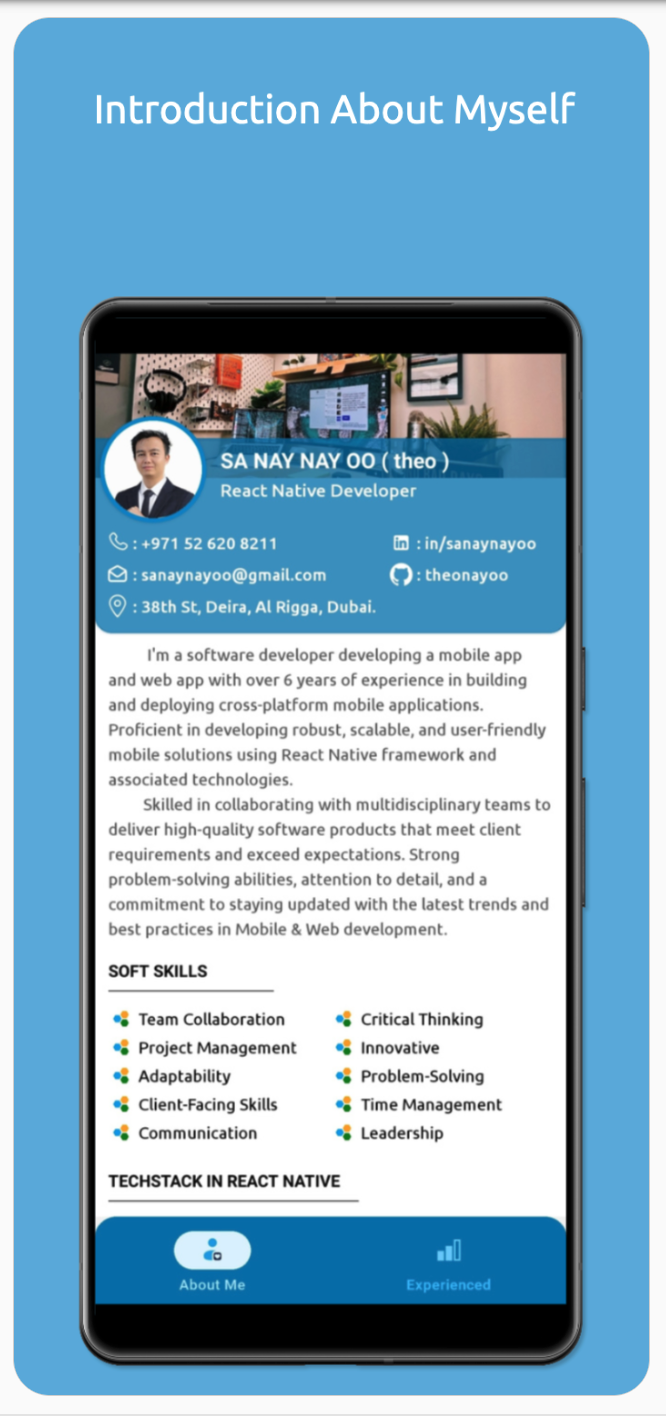 Introduction About Myself
SA NAY NAY OO ( theo )
React Native Developer
: +971 52 620 8211
: in/sanaynayoo
: sanaynayoo@gmail.com
: theonayoo
: 38th St, Deira, Al Rigga, Dubai.
I'm a software developer developing a mobile app
and web app with over 6 years of experience in building
and deploying cross-platform mobile applications.
Proficient in developing robust, scalable, and user-friendly
mobile solutions using React Native framework and
associated technologies.
Skilled in collaborating with multidisciplinary teams to
deliver high-quality software products that meet client
requirements and exceed expectations. Strong
problem-solving abilities, attention to detail, and a
commitment to staying updated with the latest trends and
best practices in Mobile & Web development.
SOFT SKILLS
Team Collaboration
Critical Thinking
Project Management
Innovative
Adaptability
Problem-Solving
Client-Facing Skills
Time Management
Communication
Leadership
TECHSTACK IN REACT NATIVE
About Me
Experienced